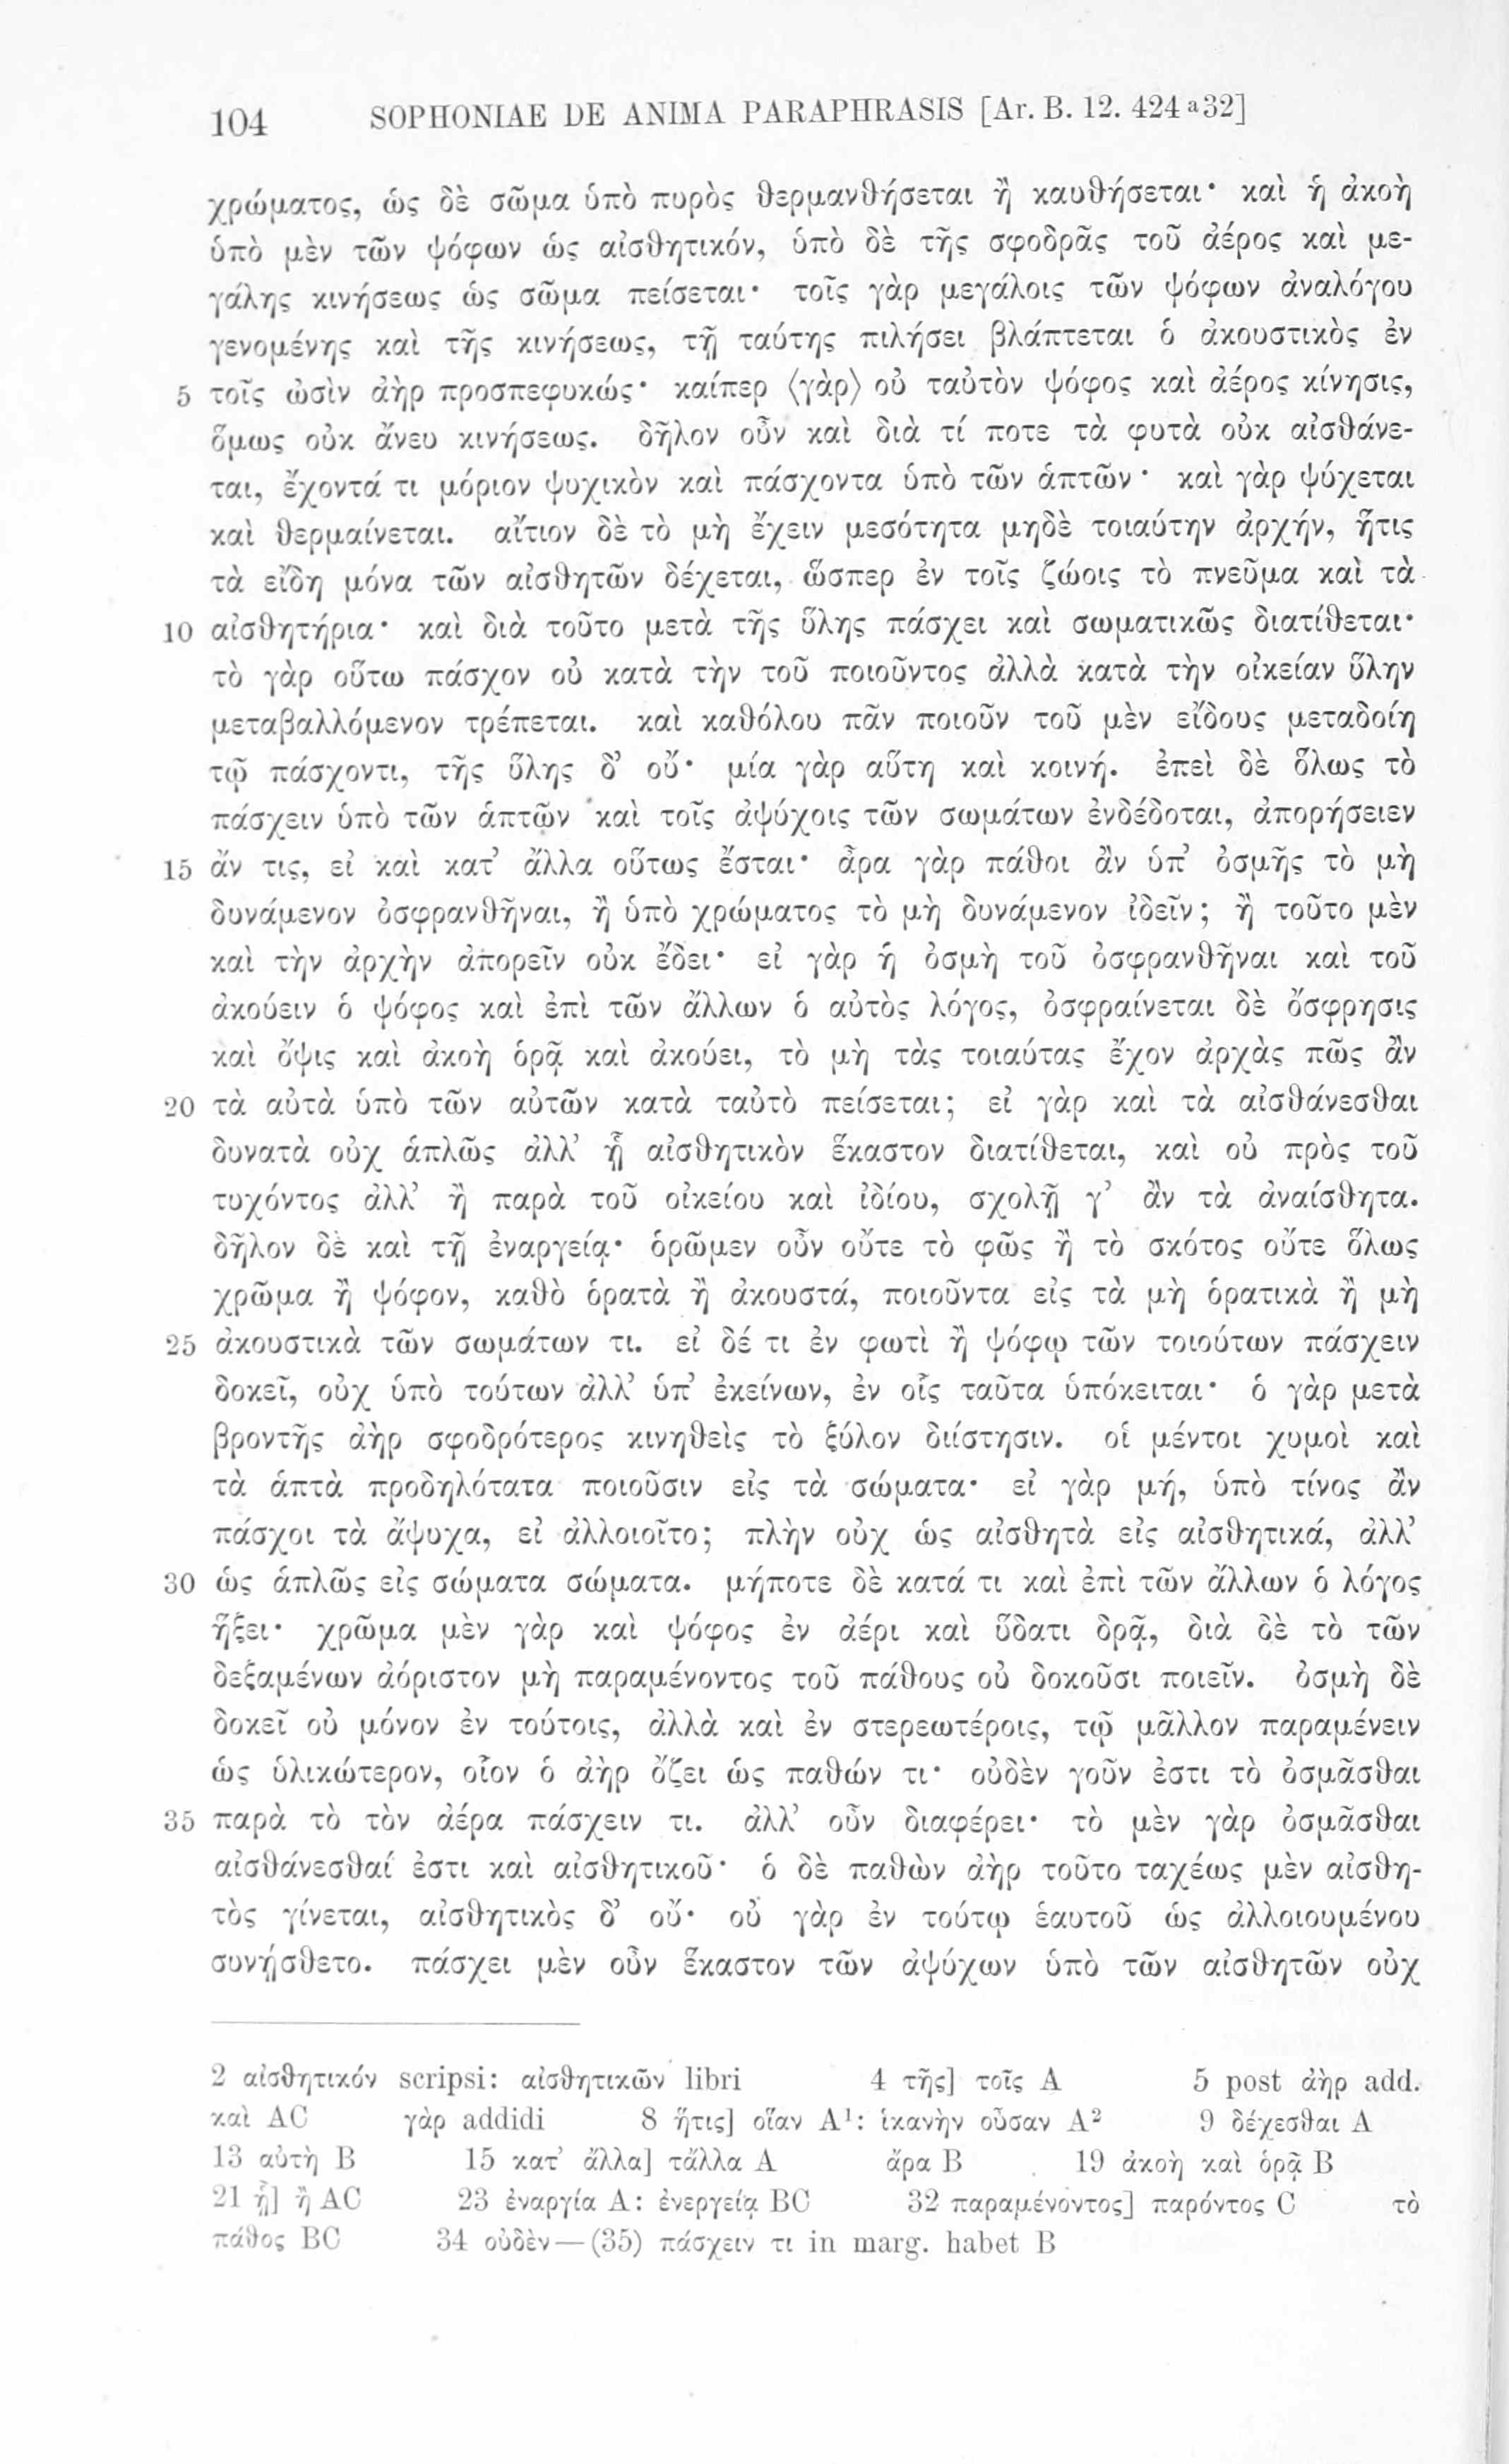 104 SOPHONIAE DE ANIMA PARAPHRASIS [Ar. B. 12. 424 a 32]
χρώματος, ὡς δὲ σῶμα ὑπὸ πυρὸς θερμανθήσεται ἢ καυθήσεται· καὶ ἡ ἀκοὴ
ὑπὸ μὲν τῶν ψόφων ὡς αἰσθητικόν, ὑπὸ δὲ τῆς σφοδρᾶς τοῦ ἀέρος καὶ με-
γάλης κινήσεως ὡς σῶμα πείσεται· τοῖς γὰρ μεγάλοις τῶν ψόφων ἀναλόγου
γενομένης καὶ τῆς κινήσεως, τῇ ταύτης πιλήσει βλάπτεται ὁ ἀκουστικὸς ἐν
5 τοῖς ὠσὶν ἀὴρ προσπεφυκώς· καίπερ ⟨γὰρ⟩ οὐ ταὐτὸν ψόφος καὶ ἀέρος κίνησις,
ὅμως οὐκ ἄνευ κινήσεως. δῆλον οὖν καὶ διὰ τί ποτε τὰ φυτὰ οὐκ αἰσθάνε-
ται, ἔχοντά τι μόριον ψυχικὸν καὶ πάσχοντα ὑπὸ τῶν ἁπτῶν· καὶ γὰρ ψύχεται
καὶ θερμαίνεται. αἴτιον δὲ τὸ μὴ ἔχειν μεσότητα μηδὲ τοιαύτην ἀρχήν, ἥτις
τὰ εἴδη μόνα τῶν αἰσθητῶν δέχεται, ὥσπερ ἐν τοῖς ζώοις τὸ πνεῦμα καὶ τὰ
10 αἰσθητήρια· καὶ διὰ τοῦτο μετὰ τῆς ὕλης πάσχει καὶ σωματικῶς διατίθεται·
τὸ γὰρ οὕτω πάσχον οὐ κατὰ τὴν τοῦ ποιοῦντος ἀλλὰ κατὰ τὴν οἰκείαν ὕλην
μεταβαλλόμενον τρέπεται. καὶ καθόλου πᾶν ποιοῦν τοῦ μὲν εἴδους μεταδοίη
τῷ πάσχοντι, τῆς ὕλης δ’ οὔ· μία γὰρ αὕτη καὶ κοινή. ἐπεὶ δὲ ὅλως τὸ
πάσχειν ὑπὸ τῶν ἁπτῶν καὶ τοῖς ἀψύχοις τῶν σωμάτων ἐνδέδοται, ἀπορήσειεν
15 ἄν τις, εἰ καὶ κατ’ ἄλλα οὕτως ἔσται· ἆρα γὰρ πάθοι ἂν ὑπ’ ὀσμῆς τὸ μὴ
δυνάμενον ὀσφρανθῆναι, ἢ ὑπὸ χρώματος τὸ μὴ δυνάμενον ἰδεῖν; ἢ τοῦτο μὲν
καὶ τὴν ἀρχὴν ἀπορεῖν οὐκ ἔδει· εἰ γὰρ ἡ ὀσμὴ τοῦ ὀσφρανθῆναι καὶ τοῦ
ἀκούειν ὁ ψόφος καὶ ἐπὶ τῶν ἄλλων ὁ αὐτὸς λόγος, ὀσφραίνεται δὲ ὄσφρησις
καὶ ὄψις καὶ ἀκοὴ ὁρᾷ καὶ ἀκούει, τὸ μὴ τὰς τοιαύτας ἔχον ἀρχὰς πῶς ἂν
20 τὰ αὐτὰ ὑπὸ τῶν αὐτῶν κατὰ ταὐτὸ πείσεται; εἰ γὰρ καὶ τὰ αἰσθάνεσθαι
δυνατὰ οὐχ ἁπλῶς ἀλλ’ ᾗ αἰσθητικὸν ἕκαστον διατίθεται, καὶ οὐ πρὸς τοῦ
τυχόντος ἀλλ’ ἢ παρὰ τοῦ οἰκείου καὶ ἰδίου, σχολῇ γ’ ἂν τὰ ἀναίσθητα.
δῆλον δὲ καὶ τῇ ἐναργείᾳ· ὁρῶμεν οὖν οὔτε τὸ φῶς ἢ τὸ σκότος οὔτε ὅλως
χρῶμα ἢ ψόφον, καθὸ ὁρατὰ ἢ ἀκουστά, ποιοῦντα εἰς τὰ μὴ ὁρατικὰ ἢ μὴ
25 ἀκουστικὰ τῶν σωμάτων τι. εἰ δέ τι ἐν φωτὶ ἢ ψόφῳ τῶν τοιούτων πάσχειν
δοκεῖ, οὐχ ὑπὸ τούτων ἀλλ’ ὑπ’ ἐκείνων, ἐν οἷς ταῦτα ὑπόκειται· ὁ γὰρ μετὰ
βροντῆς ἀὴρ σφοδρότερος κινηθεὶς τὸ ξύλον διίστησιν. οἱ μέντοι χυμοὶ καὶ
τὰ ἁπτὰ προδηλότατα ποιοῦσιν εἰς τὰ σώματα· εἰ γὰρ μή, ὑπὸ τίνος ἂν
πάσχοι τὰ ἄψυχα, εἰ ἀλλοιοῖτο; πλὴν οὐχ ὡς αἰσθητὰ εἰς αἰσθητικά, ἀλλ’
30 ὡς ἁπλῶς εἰς σώματα σώματα. μήποτε δὲ κατά τι καὶ ἐπὶ τῶν ἄλλων ὁ λόγος
ἥξει· χρῶμα μὲν γὰρ καὶ ψόφος ἐν ἀέρι καὶ ὕδατι δρᾷ, διὰ δὲ τὸ τῶν
δεξαμένων ἀόριστον μὴ παραμένοντος τοῦ πάθους οὐ δοκοῦσι ποιεῖν. ὀσμὴ δὲ
δοκεῖ οὐ μόνον ἐν τούτοις, ἀλλὰ καὶ ἐν στερεωτέροις, τῷ μᾶλλον παραμένειν
ὡς ὑλικώτερον, οἷον ὁ ἀὴρ ὄζει ὡς παθών τι· οὐδὲν γοῦν ἐστι τὸ ὀσμᾶσθαι
35 παρὰ τὸ τὸν ἀέρα πάσχειν τι. ἀλλ’ οὖν διαφέρει· τὸ μὲν γὰρ ὀσμᾶσθαι
αἰσθάνεσθαί ἐστι καὶ αἰσθητικοῦ· ὁ δὲ παθὼν ἀὴρ τοῦτο ταχέως μὲν αἰσθη-
τὸς γίνεται, αἰσθητικὸς δ’ οὔ· οὐ γὰρ ἐν τούτῳ ἑαυτοῦ ὡς ἀλλοιουμένου
συνῄσθετο. πάσχει μὲν οὖν ἕκαστον τῶν ἀψύχων ὑπὸ τῶν αἰσθητῶν οὐχ
2 αἰσθητικόν scripsi: αἰσθητικῶν libri 4 τῆς] τοῖς A 5 post ἀὴρ add.
καὶ AC γὰρ addidi 8 ἥτις] οἵαν A¹: ἱκανὴν οὖσαν A² 9 δέχεσθαι A
13 αὐτὴ B 15 κατ’ ἄλλα] τἄλλα A ἄρα B 19 ἀκοὴ καὶ ὁρᾷ B
21 ᾗ] ἢ AC 23 ἐναργία A: ἐνεργείᾳ BC 32 παραμένοντος] παρόντος C τὸ
πάθος BC 34 οὐδὲν—(35) πάσχειν τι in marg. habet B